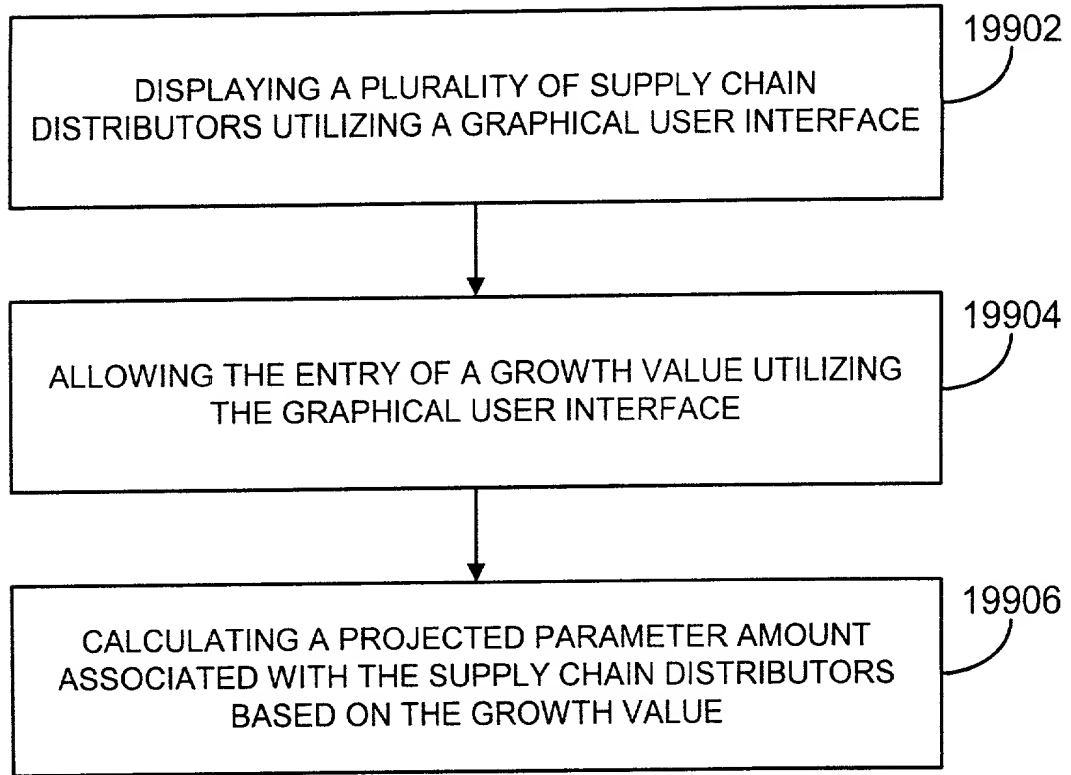 19902
DISPLAYING A PLURALITY OF SUPPLY CHAIN
DISTRIBUTORS UTILIZING A GRAPHICAL USER INTERFACE
19904
ALLOWING THE ENTRY OF A GROWTH VALUE UTILIZING
THE GRAPHICAL USER INTERFACE
19906
CALCULATING A PROJECTED PARAMETER AMOUNT
ASSOCIATED WITH THE SUPPLY CHAIN DISTRIBUTORS
BASED ON THE GROWTH VALUE